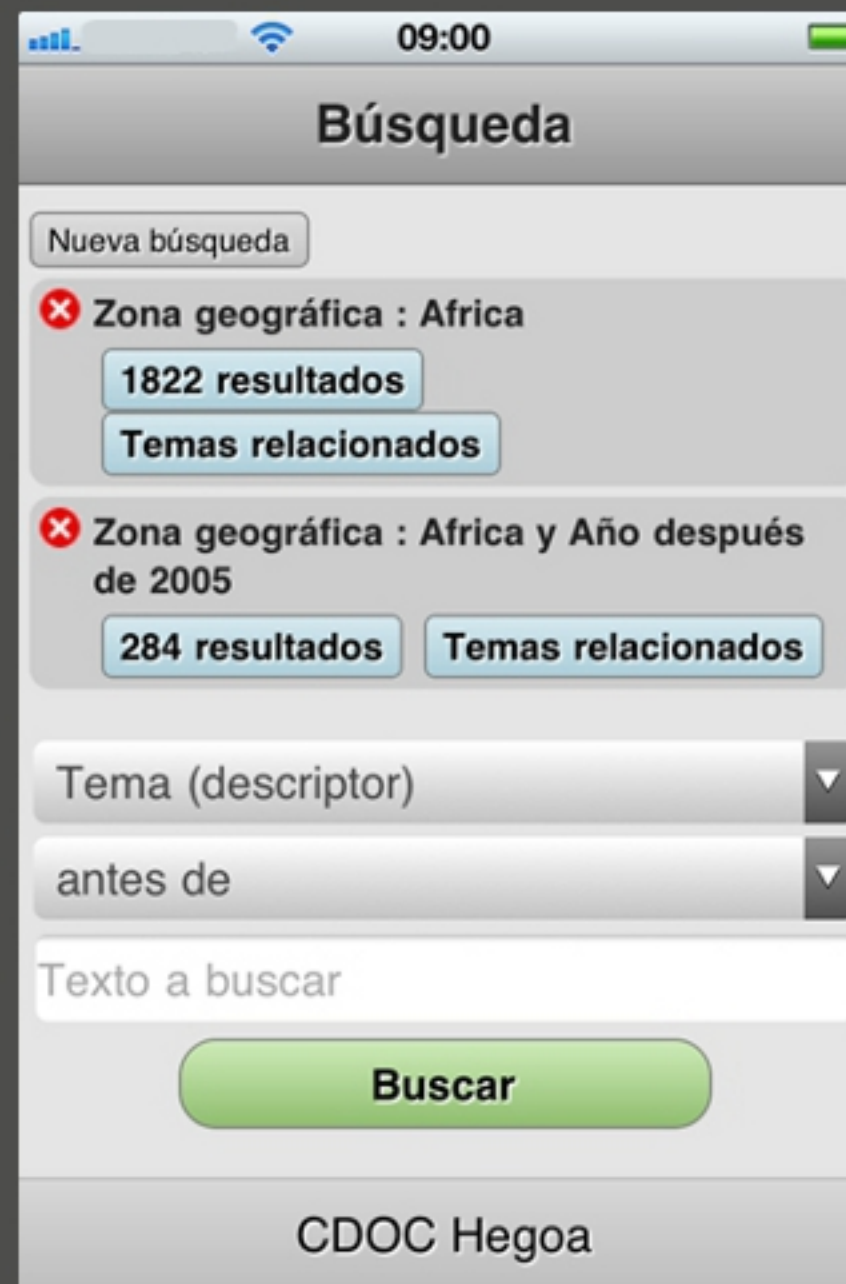 09:00
Búsqueda
Nueva búsqueda
Zona geográfica : Africa
1822 resultados
Temas relacionados
Zona geográfica : Africa y Año después
de 2005
284 resultados Temas relacionados
Tema (descriptor)
antes de
Texto a buscar
Buscar
CDOC Hegoa